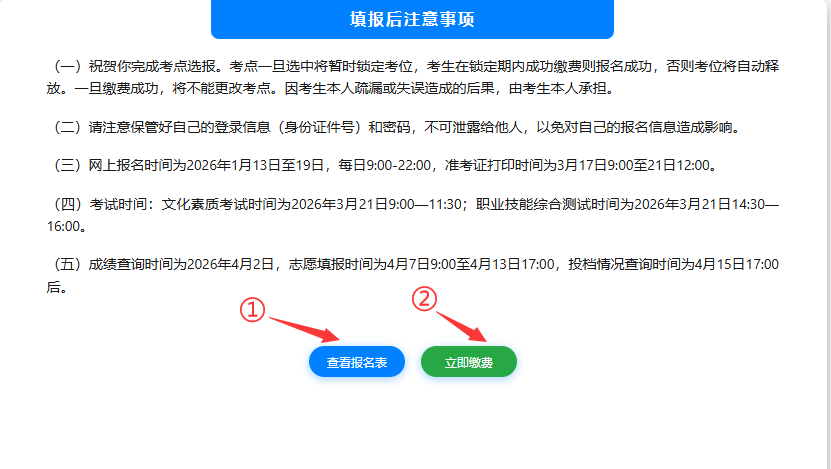 填报后注意事项
（一）祝贺你完成考点选报。考点一旦选中将暂时锁定考位，考生在锁定期内成功缴费则报名成功，否则考位将自动释
放。一旦缴费成功，将不能更改考点。因考生本人疏漏或失误造成的后果，由考生本人承担。
（二）请注意保管好自己的登录信息（身份证件号）和密码，不可泄露给他人，以免对自己的报名信息造成影响。
（三）网上报名时间为2026年1月13日至19日，每日9:00-22:00，准考证打印时间为3月17日9:00至21日12:00。
（四）考试时间：文化素质考试时间为2026年3月21日9:00—11:30；职业技能综合测试时间为2026年3月21日14:30—
16:00。
（五）成绩查询时间为2026年4月2日，志愿填报时间为4月7日9:00至4月13日17:00，投档情况查询时间为4月15日17:00
后。
① ②
查看报名表 立即缴费